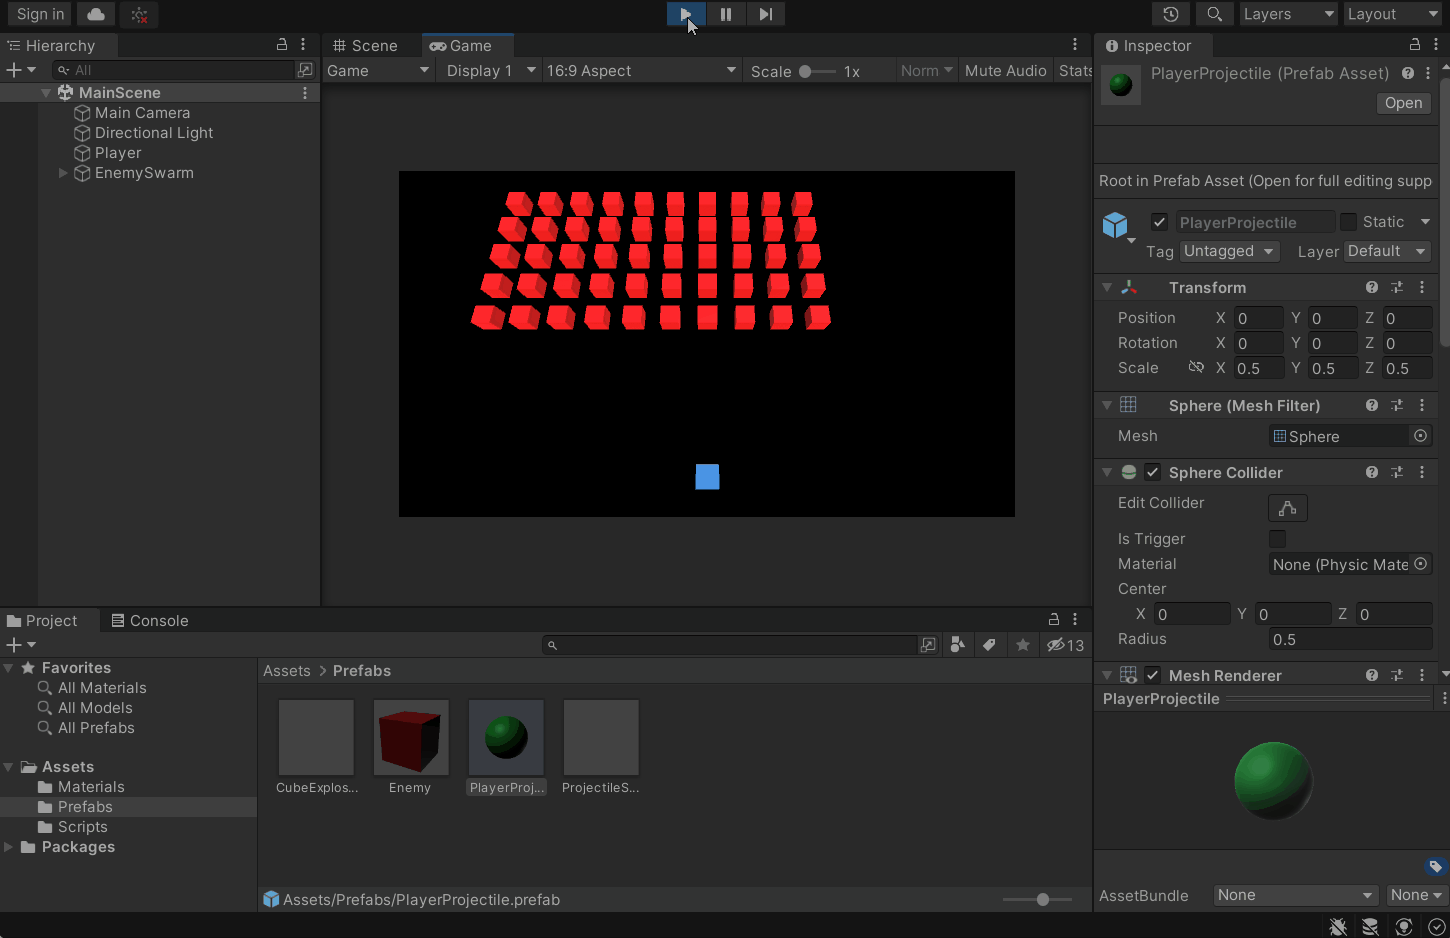 Sign in
Layers
Layout
Hierarchy
All
MainScene
Main Camera
Directional Light
Player
EnemySwarm
Scene
Game
Game
Display 1
16:9 Aspect
Scale
1x
Norm
Mute Audio
Stats
Inspector
PlayerProjectile (Prefab Asset)
Open
Root in Prefab Asset (Open for full editing supp
PlayerProjectile
Static
Tag
Untagged
Layer
Default
Transform
Position X 0 Y 0 Z 0
Rotation X 0 Y 0 Z 0
Scale X 0.5 Y 0.5 Z 0.5
Sphere (Mesh Filter)
Mesh
Sphere
Sphere Collider
Edit Collider
Is Trigger
Material
None (Physic Mate
Center
X 0 Y 0 Z 0
Radius
0.5
Mesh Renderer
PlayerProjectile
AssetBundle
None
None
Project
Console
13
Favorites
All Materials
All Models
All Prefabs
Assets
Materials
Prefabs
Scripts
Packages
Assets > Prefabs
CubeExplos...
Enemy
PlayerProj...
ProjectileS...
Assets/Prefabs/PlayerProjectile.prefab